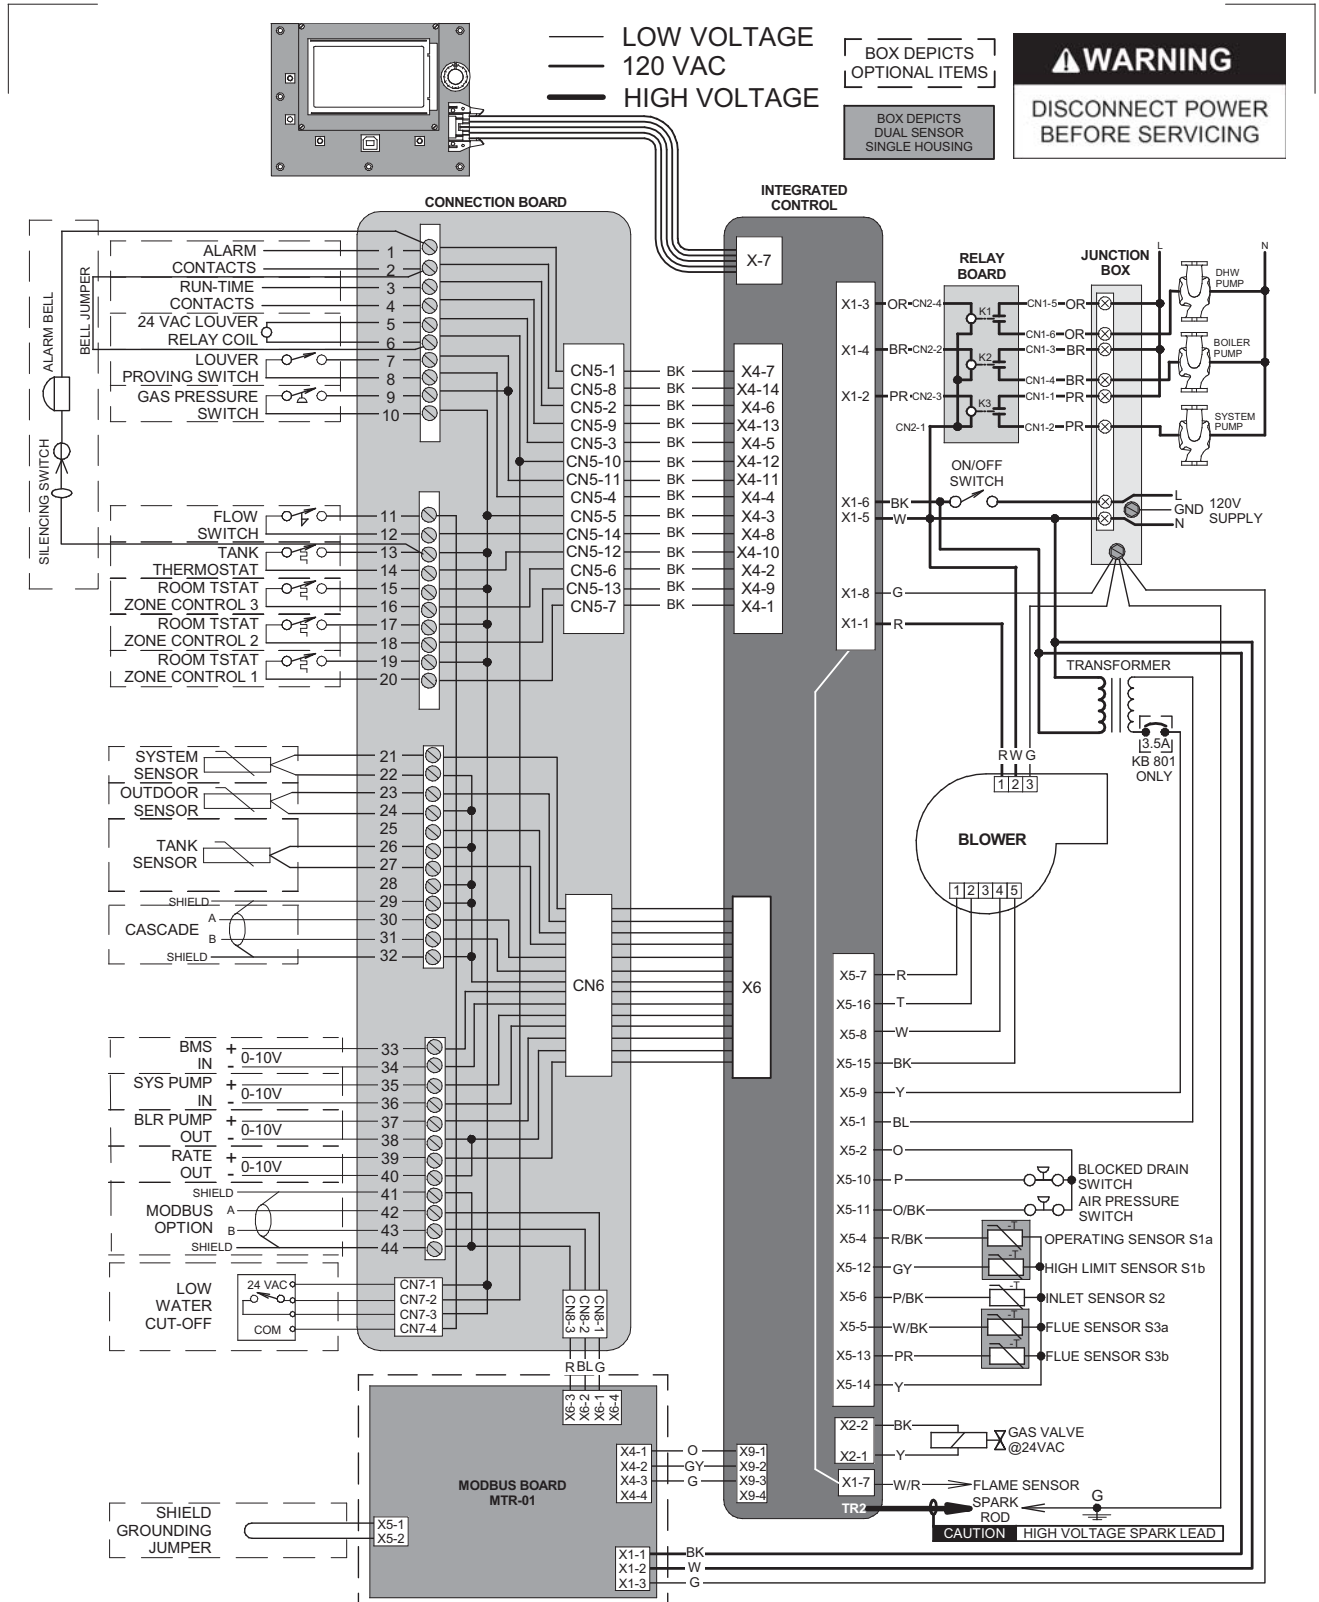 LOW VOLTAGE
120 VAC
HIGH VOLTAGE
BOX DEPICTS
OPTIONAL ITEMS
BOX DEPICTS
DUAL SENSOR
SINGLE HOUSING
WARNING
DISCONNECT POWER
BEFORE SERVICING
CONNECTION BOARD
INTEGRATED
CONTROL
ALARM BELL
SILENCING SWITCH
BELL JUMPER
ALARM 1
CONTACTS 2
RUN-TIME 3
CONTACTS 4
24 VAC LOUVER 5
RELAY COIL 6
LOUVER 7
PROVING SWITCH 8
GAS PRESSURE 9
SWITCH 10
FLOW 11
SWITCH 12
TANK 13
THERMOSTAT 14
ROOM TSTAT 15
ZONE CONTROL 3 16
ROOM TSTAT 17
ZONE CONTROL 2 18
ROOM TSTAT 19
ZONE CONTROL 1 20
SYSTEM 21
SENSOR 22
OUTDOOR 23
SENSOR 24
25
TANK 26
SENSOR 27
28
SHIELD 29
CASCADE A 30
B 31
SHIELD 32
BMS + 33
IN - 0-10V 34
SYS PUMP + 35
IN - 0-10V 36
BLR PUMP + 37
OUT - 0-10V 38
RATE + 39
OUT - 0-10V 40
SHIELD 41
MODBUS A 42
OPTION B 43
SHIELD 44
LOW
WATER
CUT-OFF
24 VAC
COM
CN7-1
CN7-2
CN7-3
CN7-4
CN5-1 BK X4-7
CN5-8 BK X4-14
CN5-2 BK X4-6
CN5-9 BK X4-13
CN5-3 BK X4-5
CN5-10 BK X4-12
CN5-11 BK X4-11
CN5-4 BK X4-4
CN5-5 BK X4-3
CN5-14 BK X4-8
CN5-12 BK X4-10
CN5-6 BK X4-2
CN5-13 BK X4-9
CN5-7 BK X4-1
CN6
X6
X-7
CN8-3
CN8-2
CN8-1
R BL G
X6-3
X6-2
X6-1
X6-4
MODBUS BOARD
MTR-01
X4-1 O X9-1
X4-2 GY X9-2
X4-3 G X9-3
X4-4 X9-4
SHIELD
GROUNDING
JUMPER
X5-1
X5-2
X1-1 BK
X1-2 W
X1-3 G
RELAY
BOARD
JUNCTION
BOX
L
N
X1-3 OR CN2-4 K1 CN1-5 OR
CN1-6 OR
X1-4 BR CN2-2 K2 CN1-3 BR
CN1-4 BR
X1-2 PR CN2-3 K3 CN1-1 PR
CN2-1 CN1-2 PR
DHW
PUMP
BOILER
PUMP
SYSTEM
PUMP
ON/OFF
SWITCH
X1-6 BK
X1-5 W
L
GND
N
120V
SUPPLY
X1-8 G
X1-1 R
TRANSFORMER
3.5A
KB 801
ONLY
R W G
1 2 3
BLOWER
1 2 3 4 5
X5-7 R
X5-16 T
X5-8 W
X5-15 BK
X5-9 Y
X5-1 BL
X5-2 O
X5-10 P
BLOCKED DRAIN
SWITCH
X5-11 O/BK
AIR PRESSURE
SWITCH
X5-4 R/BK -T OPERATING SENSOR S1a
X5-12 GY -T HIGH LIMIT SENSOR S1b
X5-6 P/BK -T INLET SENSOR S2
X5-5 W/BK -T FLUE SENSOR S3a
X5-13 PR -T FLUE SENSOR S3b
X5-14 Y
X2-2 BK
X2-1 Y
GAS VALVE
@24VAC
X1-7 W/R FLAME SENSOR
TR2
SPARK
ROD
G
CAUTION HIGH VOLTAGE SPARK LEAD